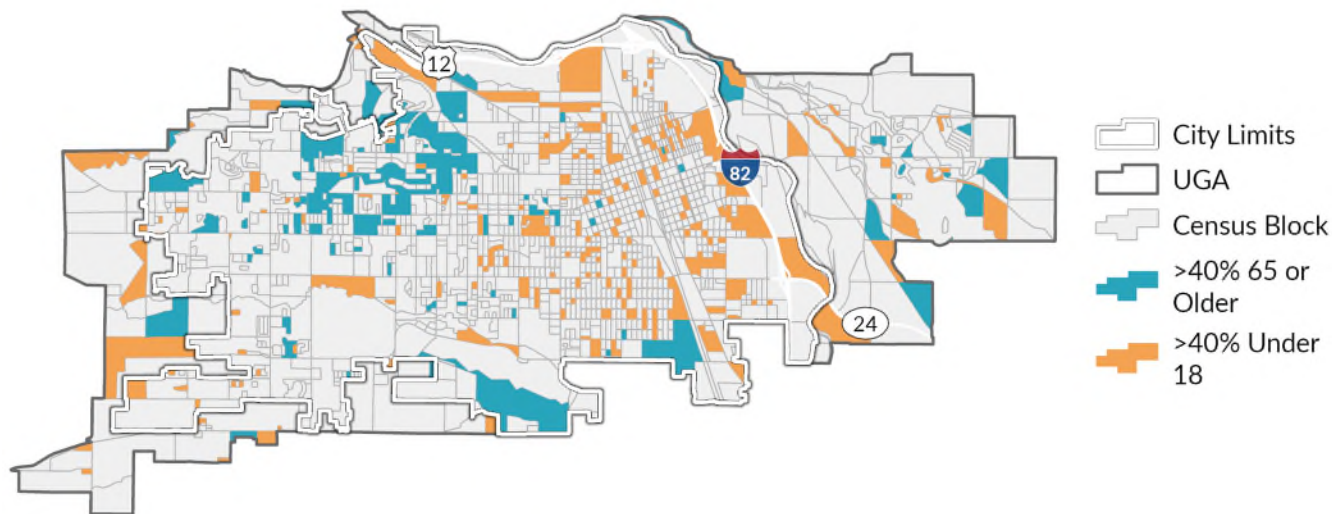 12
82
24
City Limits
UGA
Census Block
>40% 65 or
Older
>40% Under
18